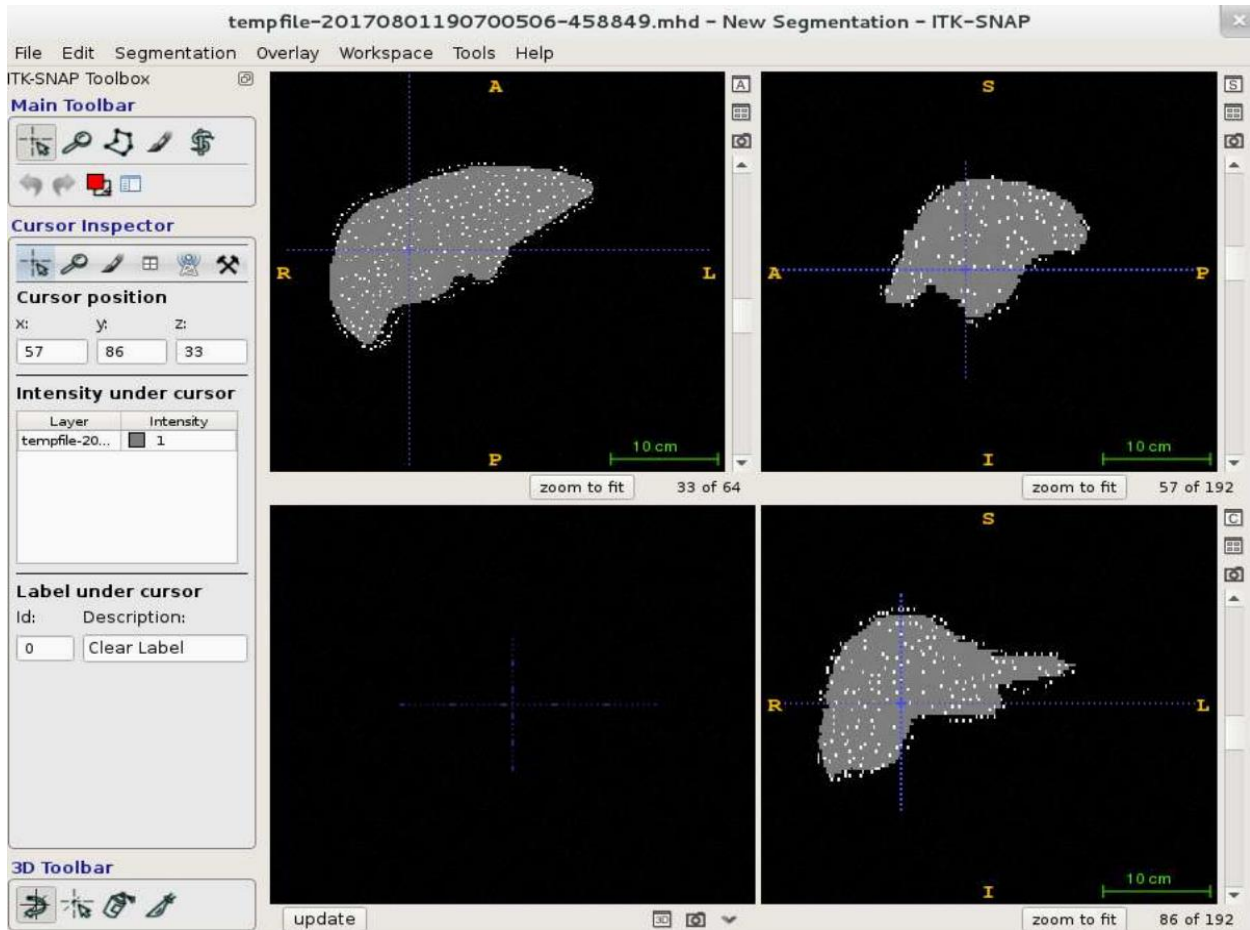 tempfile-20170801190700506-458849.mhd - New Segmentation - ITK-SNAP
File Edit Segmentation Overlay Workspace Tools Help
ITK-SNAP Toolbox
Main Toolbar
Cursor Inspector
Cursor position
x: y: z:
57 86 33
Intensity under cursor
Layer Intensity
tempfile-20... 1
Label under cursor
Id: Description:
0 Clear Label
3D Toolbar
A
R L
P
10 cm
zoom to fit 33 of 64
A
S
A P
I
10 cm
zoom to fit 57 of 192
S
update
3D
S
R L
I
10 cm
zoom to fit 86 of 192
C